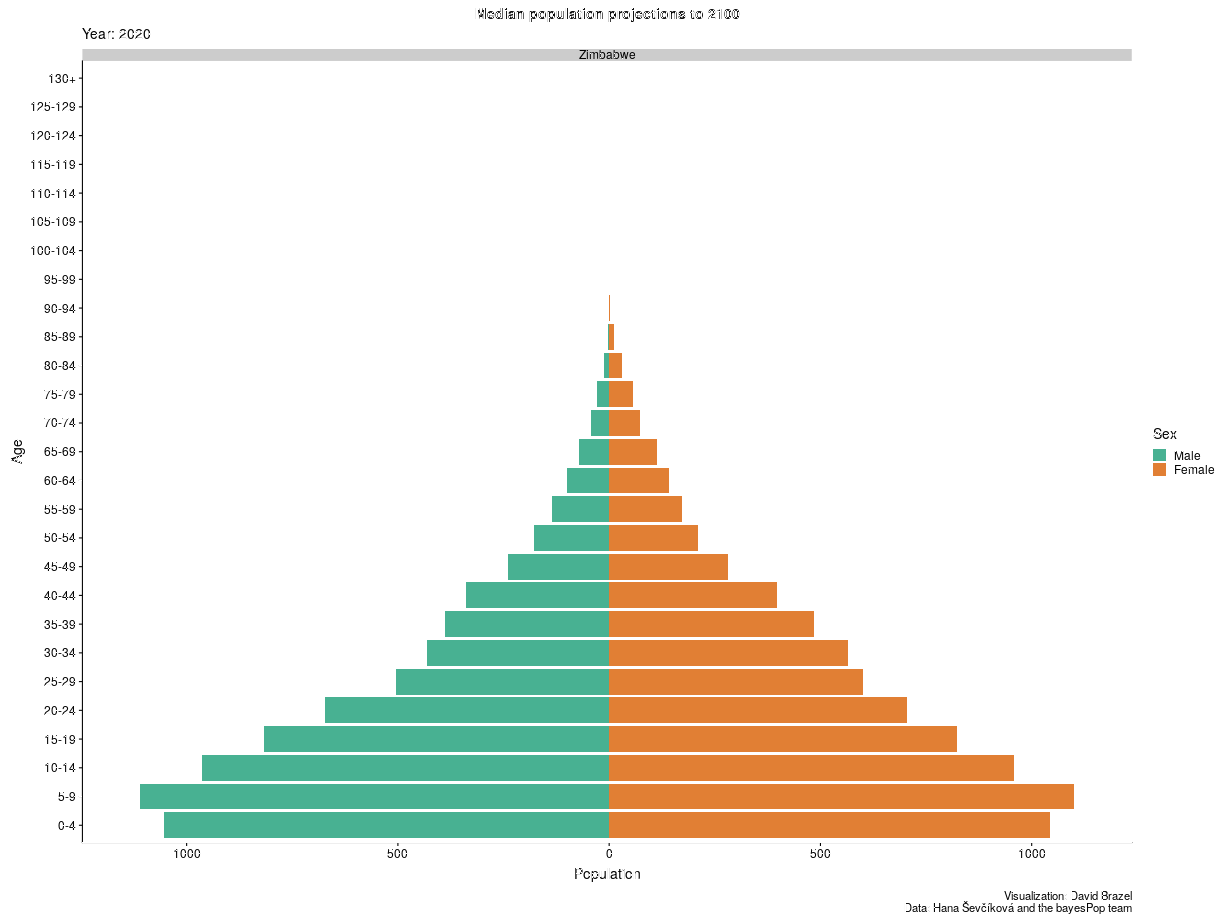 Median population projections to 2100
Year: 2020
Zimbabwe
130+
125-129
120-124
115-119
110-114
105-109
100-104
95-99
90-94
85-89
80-84
75-79
70-74
65-69
60-64
55-59
50-54
45-49
40-44
35-39
30-34
25-29
20-24
15-19
10-14
5-9
0-4
Age
Sex
Male
Female
1000 500 0 500 1000
Population
Visualization: David Brazel
Data: Hana Ševčíková and the bayesPop team